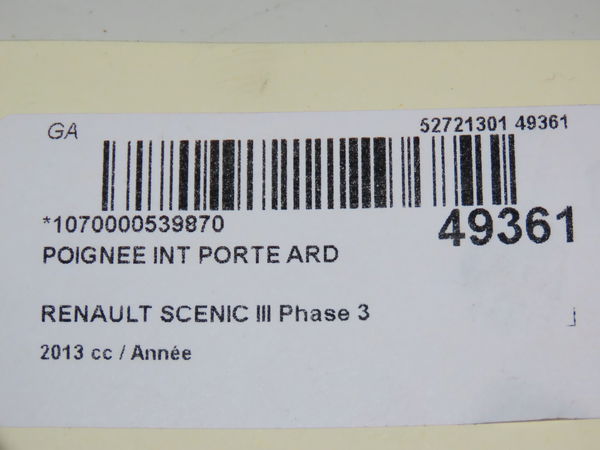 GA
52721301 49361
*1070000539870
49361
POIGNEE INT PORTE ARD
RENAULT SCENIC III Phase 3
2013 cc / Année